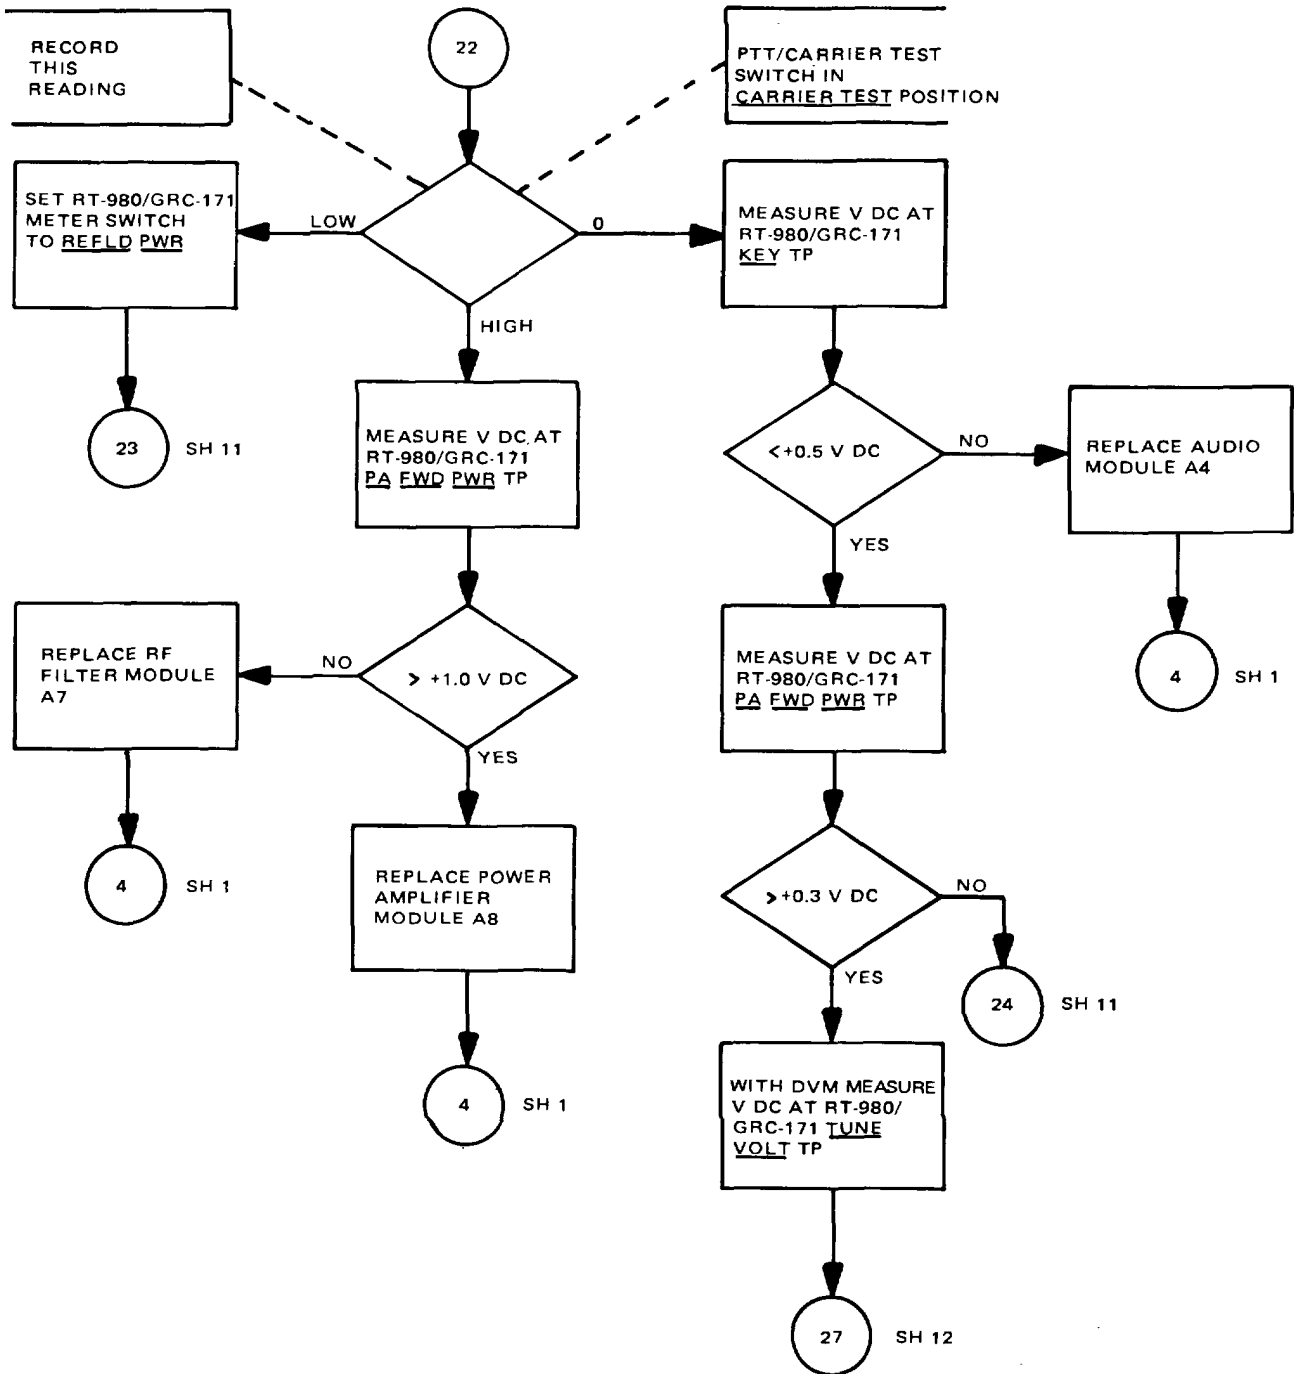 RECORD
THIS
READING
22
PTT/CARRIER TEST
SWITCH IN
CARRIER TEST POSITION
SET RT-980/GRC-171
METER SWITCH
TO REFLD PWR
LOW
0
MEASURE V DC AT
RT-980/GRC-171
KEY TP
HIGH
23
SH 11
MEASURE V DC AT
RT-980/GRC-171
PA FWD PWR TP
<+0.5 V DC
NO
REPLACE AUDIO
MODULE A4
YES
4
SH 1
REPLACE RF
FILTER MODULE
A7
NO
> +1.0 V DC
YES
MEASURE V DC AT
RT-980/GRC-171
PA FWD PWR TP
4
SH 1
REPLACE POWER
AMPLIFIER
MODULE A8
>+0.3 V DC
NO
YES
24
SH 11
4
SH 1
WITH DVM MEASURE
V DC AT RT-980/
GRC-171 TUNE
VOLT TP
27
SH 12